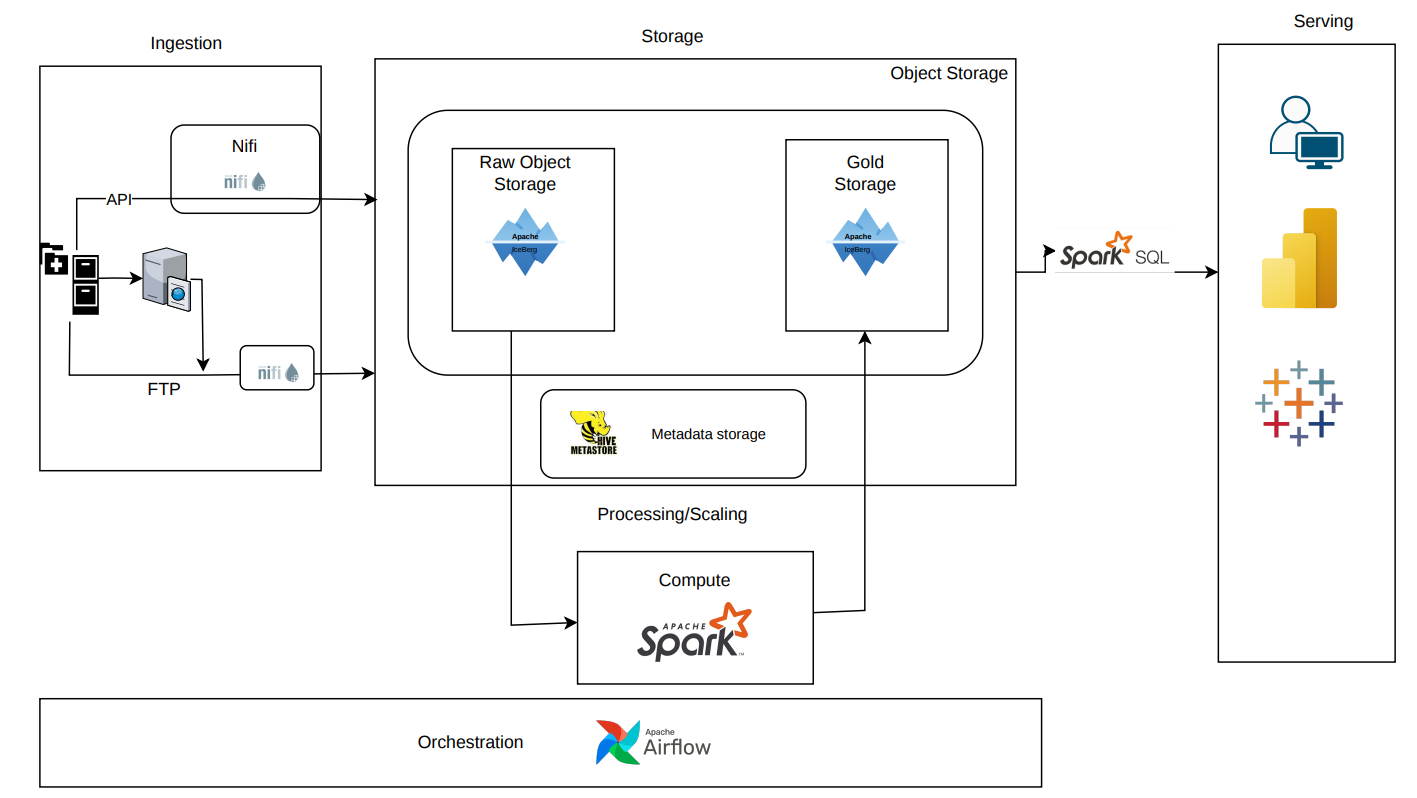 Ingestion
Storage
Serving
Object Storage
Nifi
nifi
API
Raw Object
Storage
Apache
IceBerg
Gold
Storage
Apache
IceBerg
Spark SQL
nifi
FTP
HIVE
METASTORE
Metadata storage
Processing/Scaling
Compute
APACHE
Spark
Orchestration
Apache
Airflow